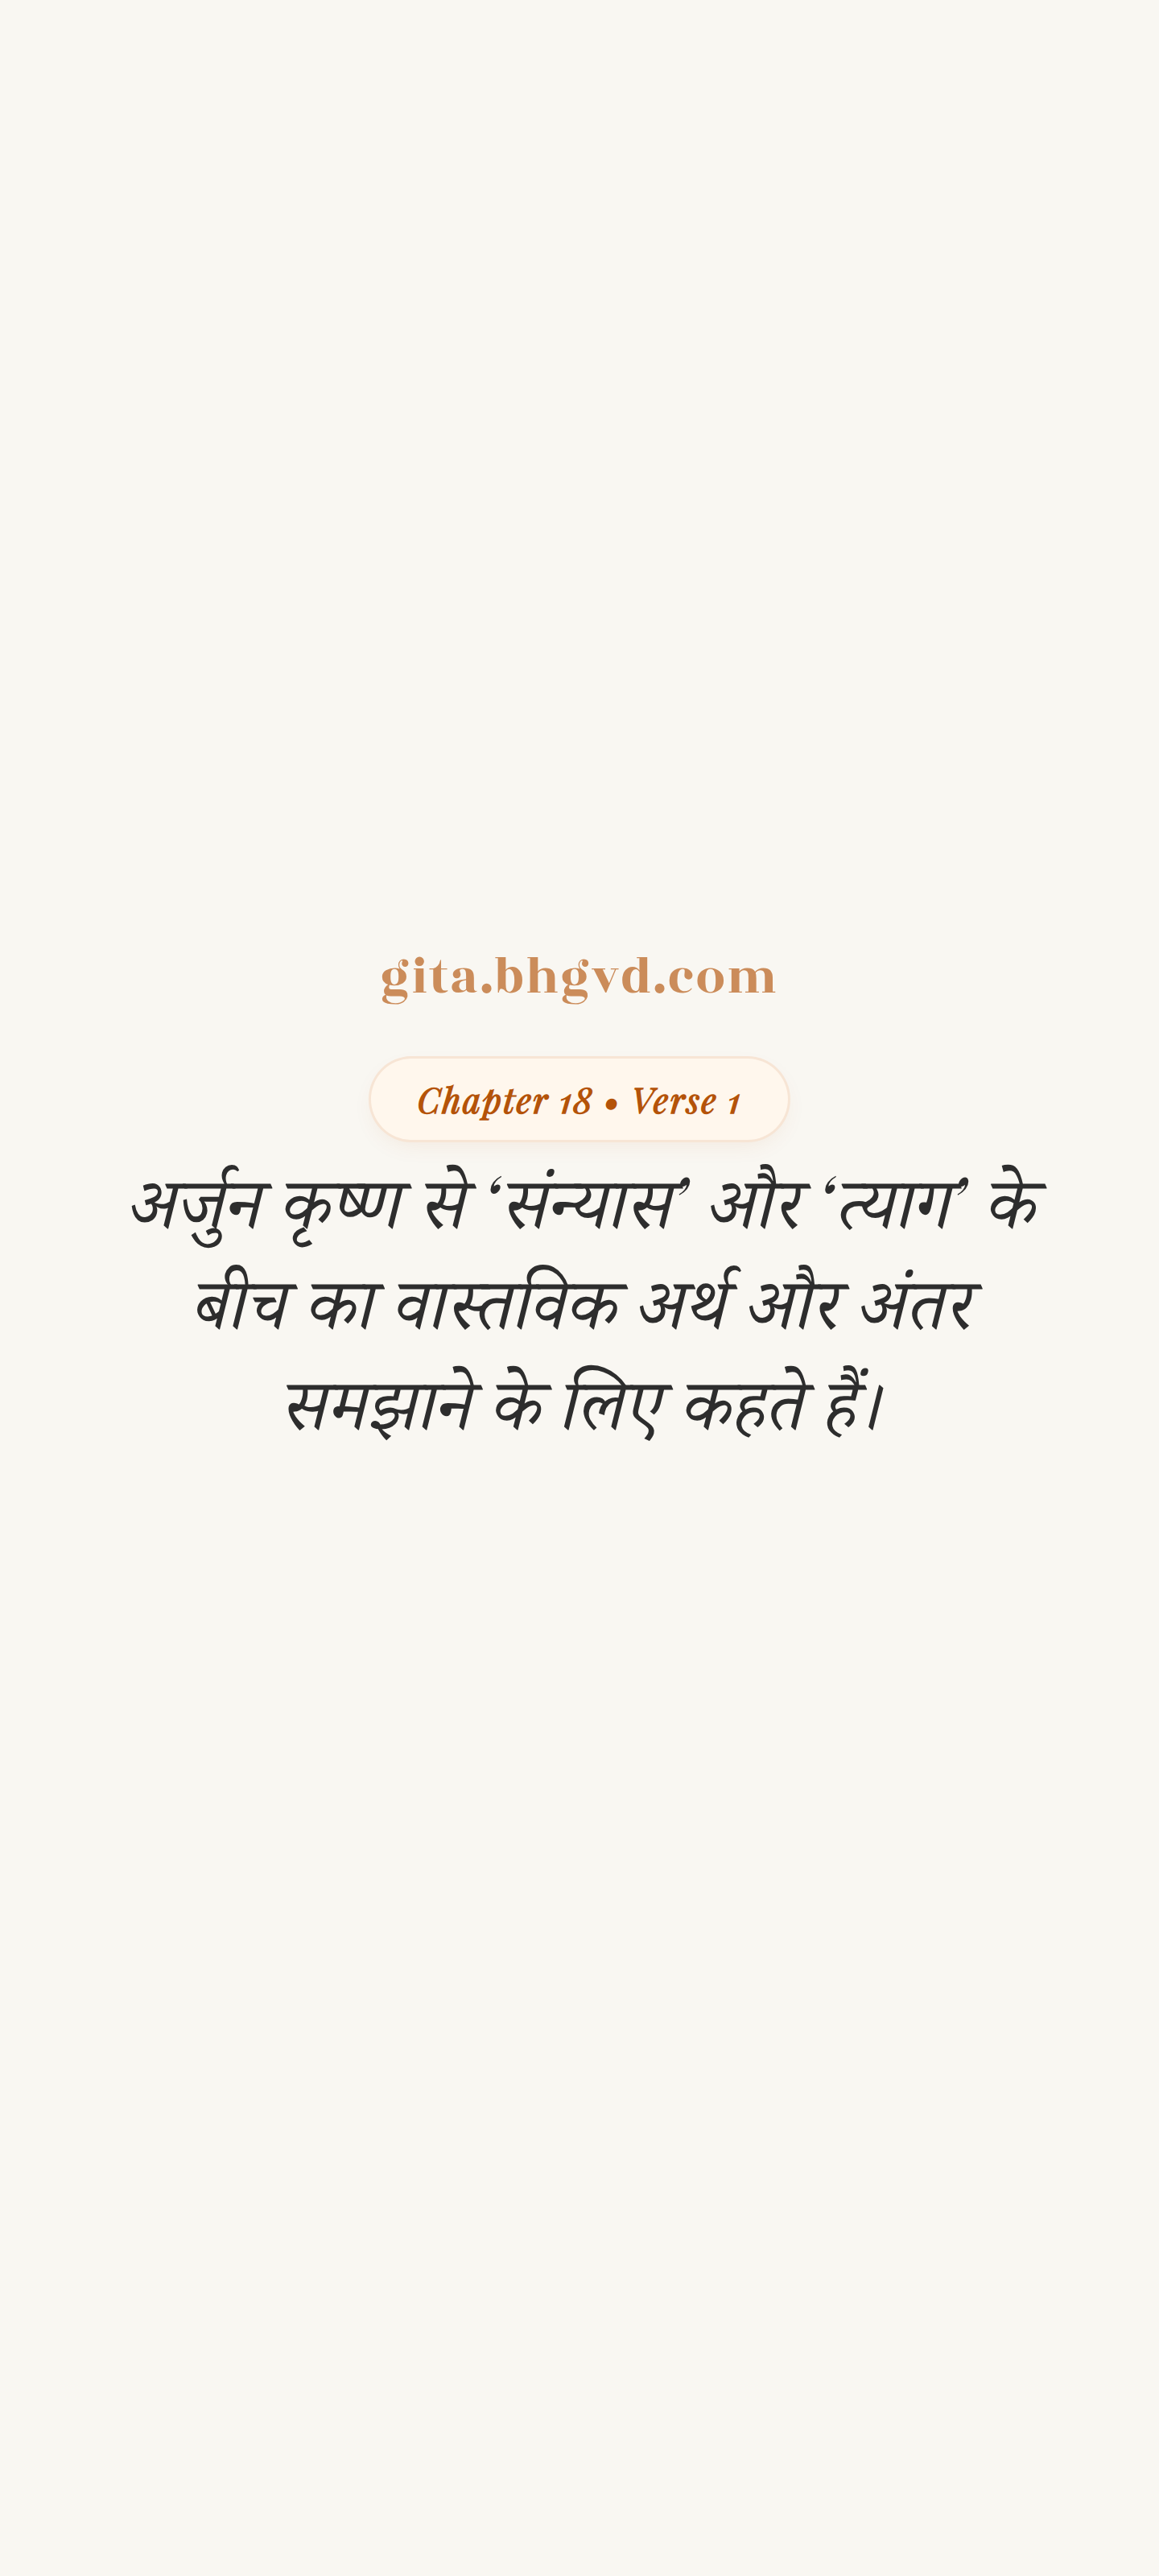 gita.bhgvd.com
Chapter 18 • Verse 1
अर्जुन कृष्ण से ‘संन्यास’ और ‘त्याग’ के
बीच का वास्तविक अर्थ और अंतर
समझाने के लिए कहते हैं।